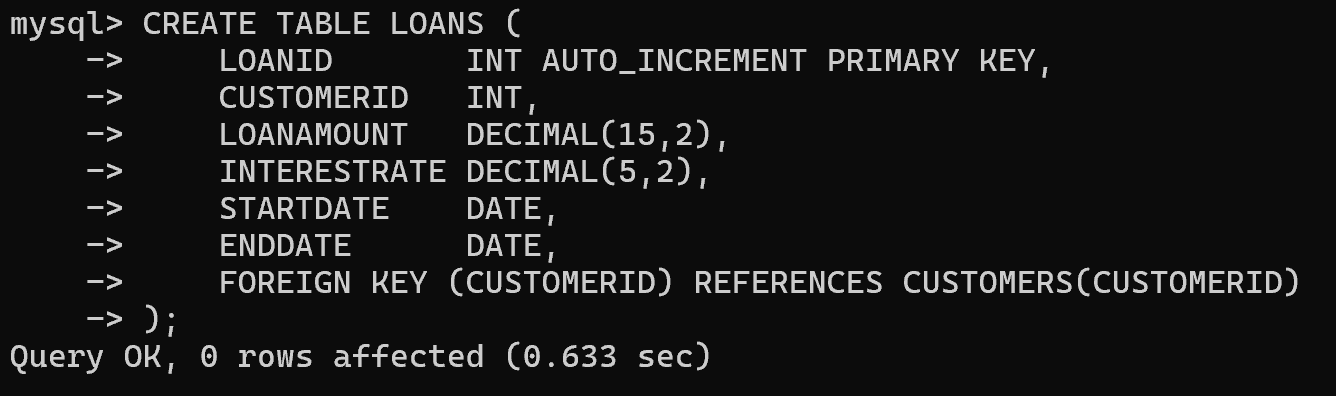 mysql> CREATE TABLE LOANS (
    ->     LOANID       INT AUTO_INCREMENT PRIMARY KEY,
    ->     CUSTOMERID   INT,
    ->     LOANAMOUNT   DECIMAL(15,2),
    ->     INTERESTRATE DECIMAL(5,2),
    ->     STARTDATE    DATE,
    ->     ENDDATE      DATE,
    ->     FOREIGN KEY (CUSTOMERID) REFERENCES CUSTOMERS(CUSTOMERID)
    -> );
Query OK, 0 rows affected (0.633 sec)